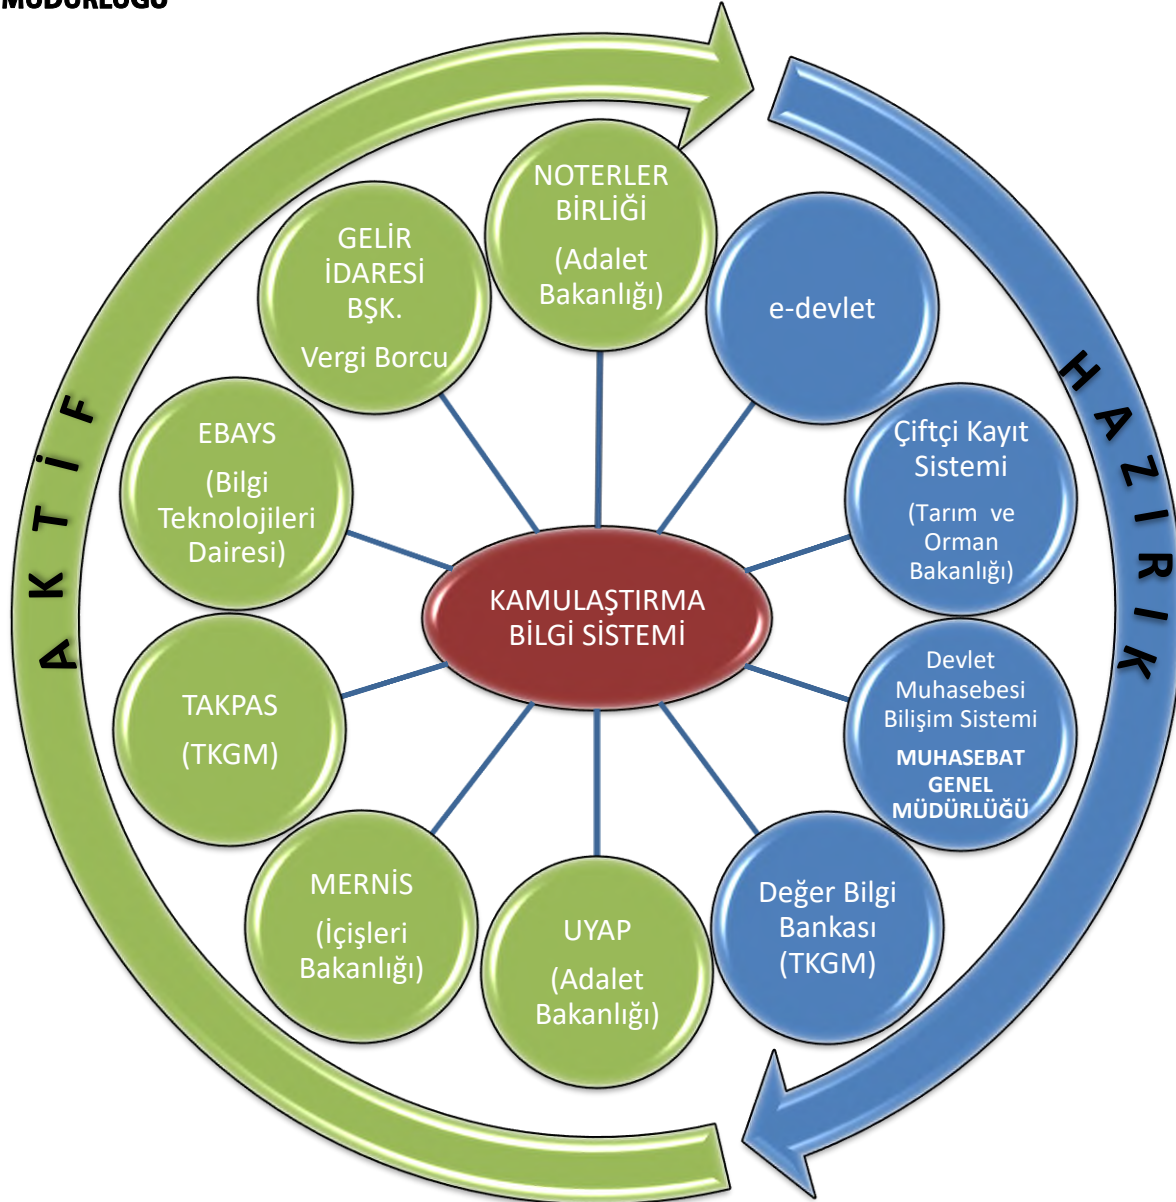 MÜDÜRLÜĞÜ
NOTERLER
BİRLİĞİ
(Adalet
Bakanlığı)
e-devlet
Çiftçi Kayıt
Sistemi
(Tarım ve
Orman
Bakanlığı)
Devlet
Muhasebesi
Bilişim Sistemi
MUHASEBAT
GENEL
MÜDÜRLÜĞÜ
Değer Bilgi
Bankası
(TKGM)
UYAP
(Adalet
Bakanlığı)
MERNİS
(İçişleri
Bakanlığı)
TAKPAS
(TKGM)
EBAYS
(Bilgi
Teknolojileri
Dairesi)
GELİR
İDARESİ
BŞK.
Vergi Borcu
KAMULAŞTIRMA
BİLGİ SİSTEMİ
AKTİF
HAZIRIK